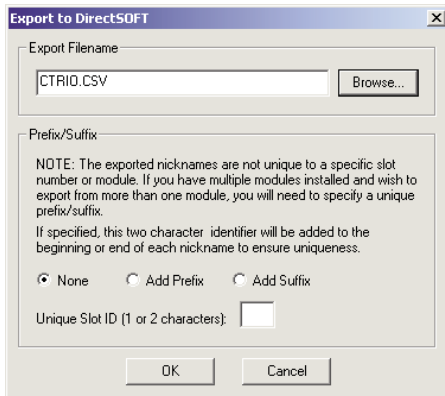 Export to DirectSOFT
Export Filename
CTRIO.CSV
Browse...
Prefix/Suffix
NOTE: The exported nicknames are not unique to a specific slot
number or module. If you have multiple modules installed and wish to
export from more than one module, you will need to specify a unique
prefix/suffix.
If specified, this two character identifier will be added to the
beginning or end of each nickname to ensure uniqueness.
None
Add Prefix
Add Suffix
Unique Slot ID (1 or 2 characters):
OK
Cancel